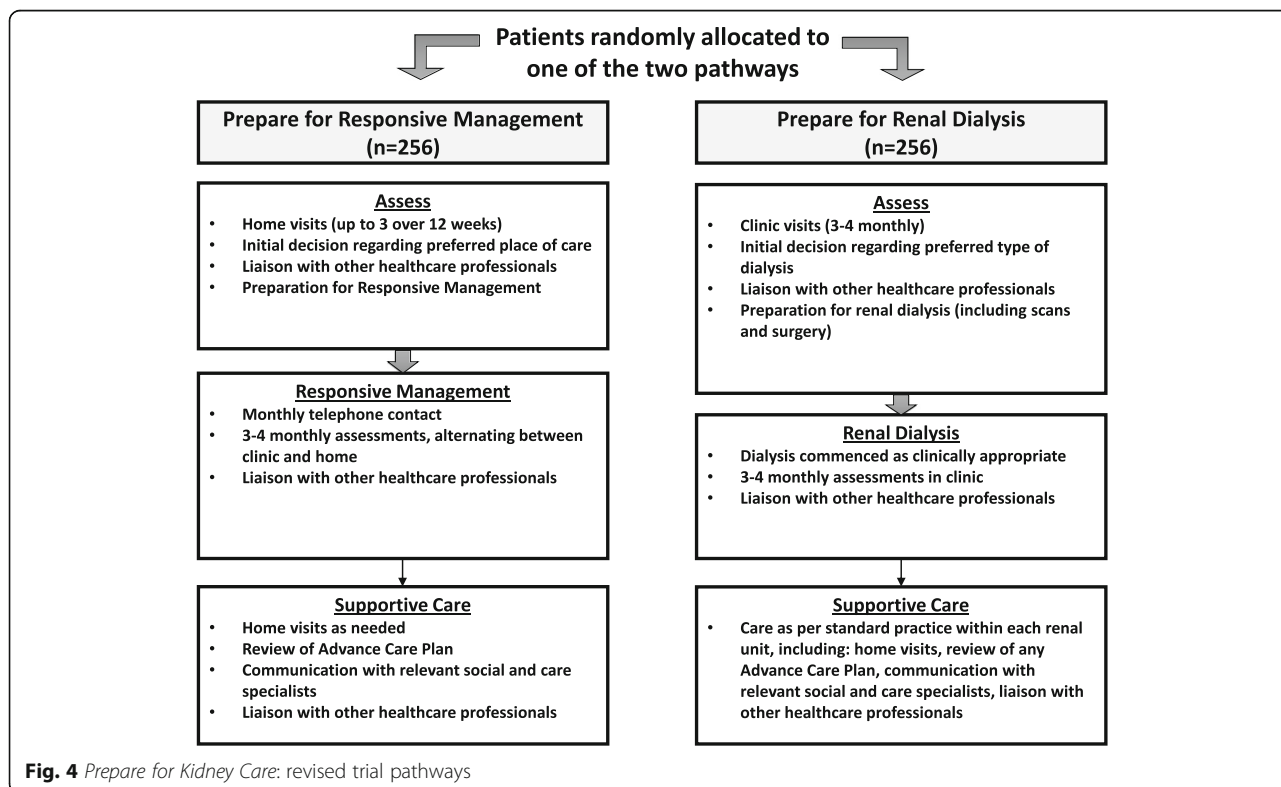 Patients randomly allocated to
one of the two pathways
Prepare for Responsive Management
(n=256)
Assess
• Home visits (up to 3 over 12 weeks)
• Initial decision regarding preferred place of care
• Liaison with other healthcare professionals
• Preparation for Responsive Management
Responsive Management
• Monthly telephone contact
• 3-4 monthly assessments, alternating between
clinic and home
• Liaison with other healthcare professionals
Supportive Care
• Home visits as needed
• Review of Advance Care Plan
• Communication with relevant social and care
specialists
• Liaison with other healthcare professionals
Prepare for Renal Dialysis
(n=256)
Assess
• Clinic visits (3-4 monthly)
• Initial decision regarding preferred type of
dialysis
• Liaison with other healthcare professionals
• Preparation for renal dialysis (including scans
and surgery)
Renal Dialysis
• Dialysis commenced as clinically appropriate
• 3-4 monthly assessments in clinic
• Liaison with other healthcare professionals
Supportive Care
• Care as per standard practice within each renal
unit, including: home visits, review of any
Advance Care Plan, communication with
relevant social and care specialists, liaison with
other healthcare professionals
Fig. 4 Prepare for Kidney Care: revised trial pathways